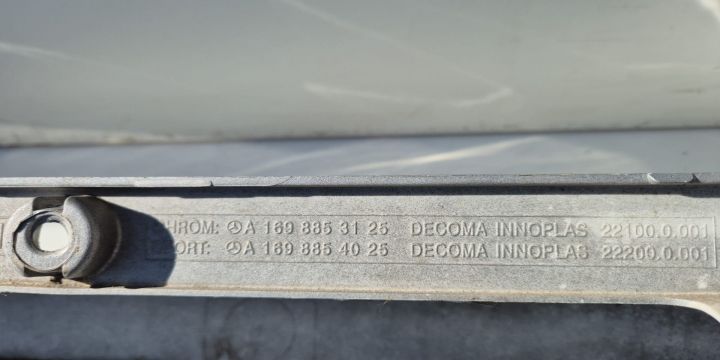 CHROM: A 169 885 31 25 DECOMA INNOPLAS 22100.0.001
ORT: A 169 885 40 25 DECOMA INNOPLAS 22200.0.001